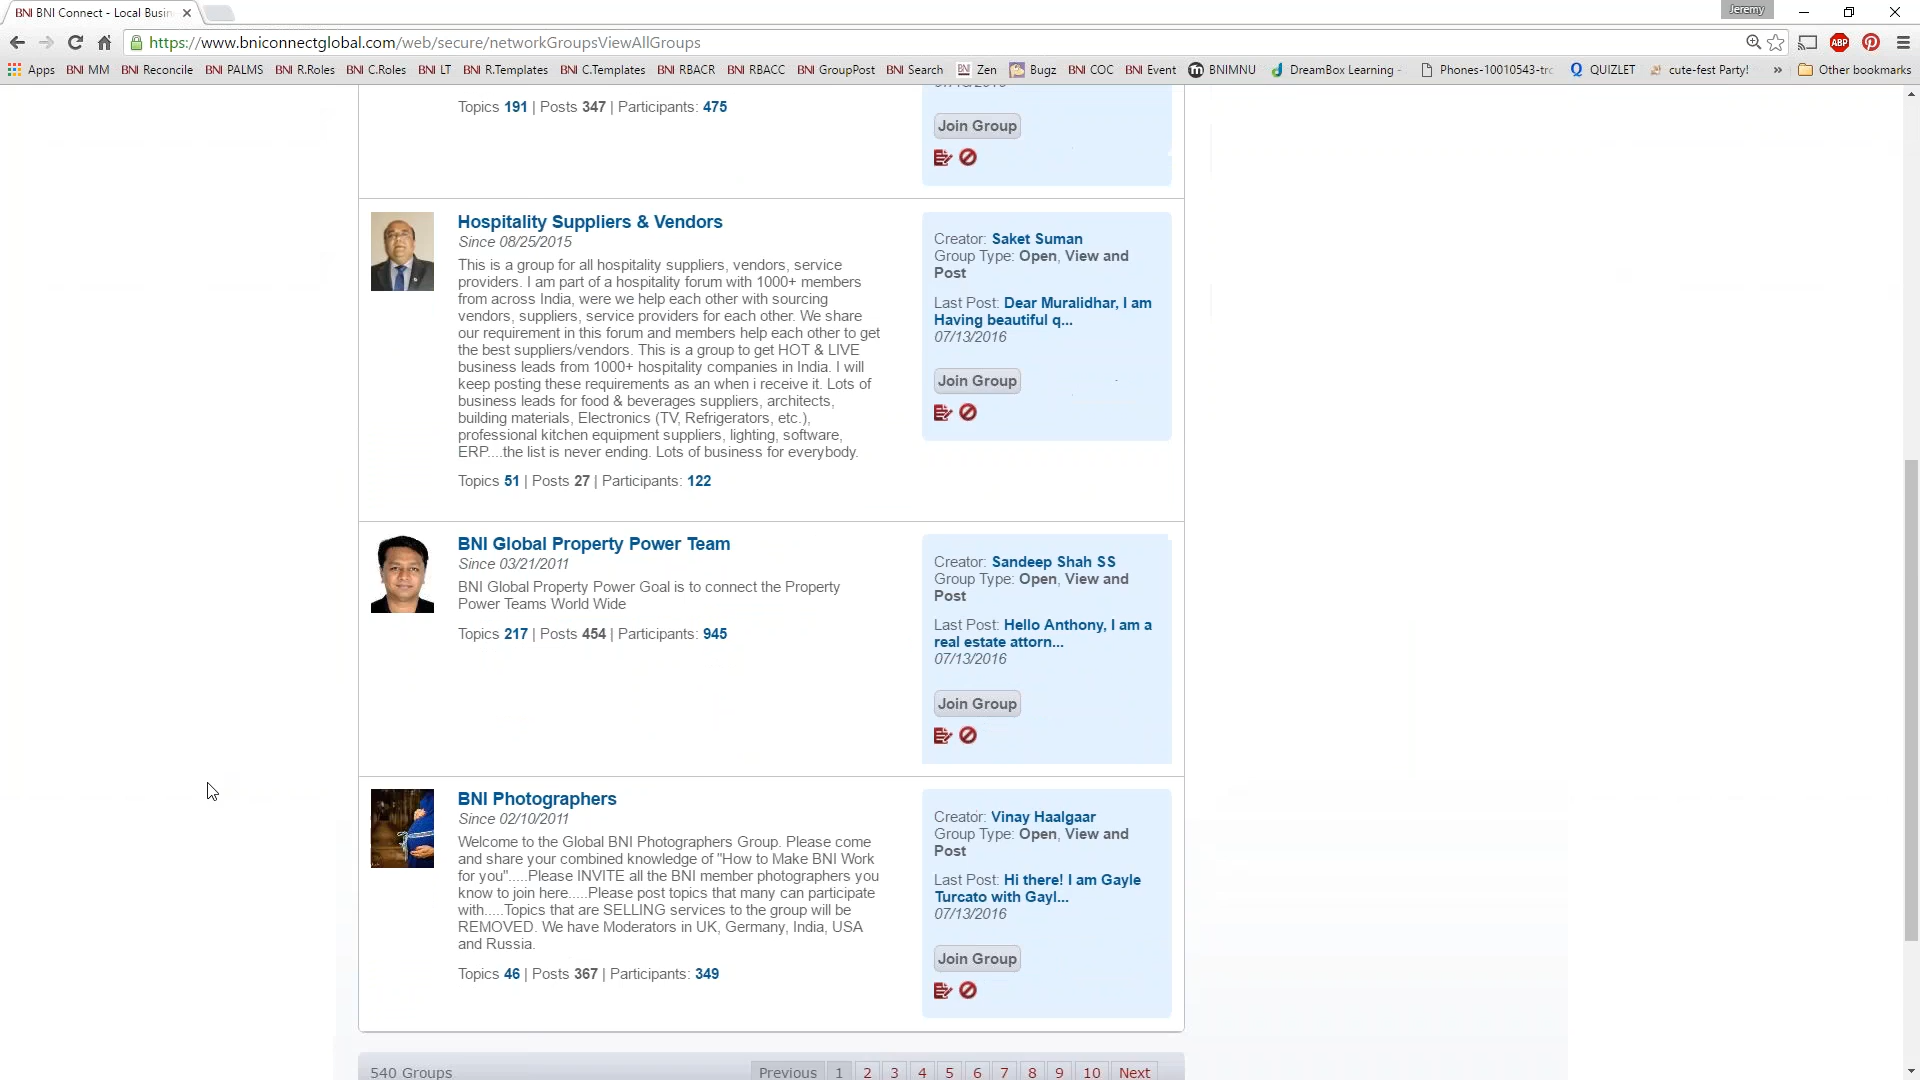 BNI BNI Connect - Local Busin
Jeremy
https://www.bniconnectglobal.com/web/secure/networkGroupsViewAllGroups
ABP
Apps BNI MM BNI Reconcile BNI PALMS BNI R.Roles BNI C.Roles BNI LT BNI R.Templates BNI C.Templates BNI RBACR BNI RBACC BNI GroupPost BNI Search BNI Zen Bugz BNI COC BNI Event BNIMNU DreamBox Learning - Phones-10010543-trc QUIZLET cute-fest Party! » Other bookmarks
Topics 191 | Posts 347 | Participants: 475
Join Group
Hospitality Suppliers & Vendors
Since 08/25/2015
This is a group for all hospitality suppliers, vendors, service
providers. I am part of a hospitality forum with 1000+ members
from across India, were we help each other with sourcing
vendors, suppliers, service providers for each other. We share
our requirement in this forum and members help each other to get
the best suppliers/vendors. This is a group to get HOT & LIVE
business leads from 1000+ hospitality companies in India. I will
keep posting these requirements as an when i receive it. Lots of
business leads for food & beverages suppliers, architects,
building materials, Electronics (TV, Refrigerators, etc.),
professional kitchen equipment suppliers, lighting, software,
ERP....the list is never ending. Lots of business for everybody.
Topics 51 | Posts 27 | Participants: 122
Creator: Saket Suman
Group Type: Open, View and
Post
Last Post: Dear Muralidhar, I am
Having beautiful q...
07/13/2016
Join Group
BNI Global Property Power Team
Since 03/21/2011
BNI Global Property Power Goal is to connect the Property
Power Teams World Wide
Topics 217 | Posts 454 | Participants: 945
Creator: Sandeep Shah SS
Group Type: Open, View and
Post
Last Post: Hello Anthony, I am a
real estate attorn...
07/13/2016
Join Group
BNI Photographers
Since 02/10/2011
Welcome to the Global BNI Photographers Group. Please come
and share your combined knowledge of "How to Make BNI Work
for you".....Please INVITE all the BNI member photographers you
know to join here.....Please post topics that many can participate
with.....Topics that are SELLING services to the group will be
REMOVED. We have Moderators in UK, Germany, India, USA
and Russia.
Topics 46 | Posts 367 | Participants: 349
Creator: Vinay Haalgaar
Group Type: Open, View and
Post
Last Post: Hi there! I am Gayle
Turcato with Gayl...
07/13/2016
Join Group
540 Groups
Previous 1 2 3 4 5 6 7 8 9 10 Next